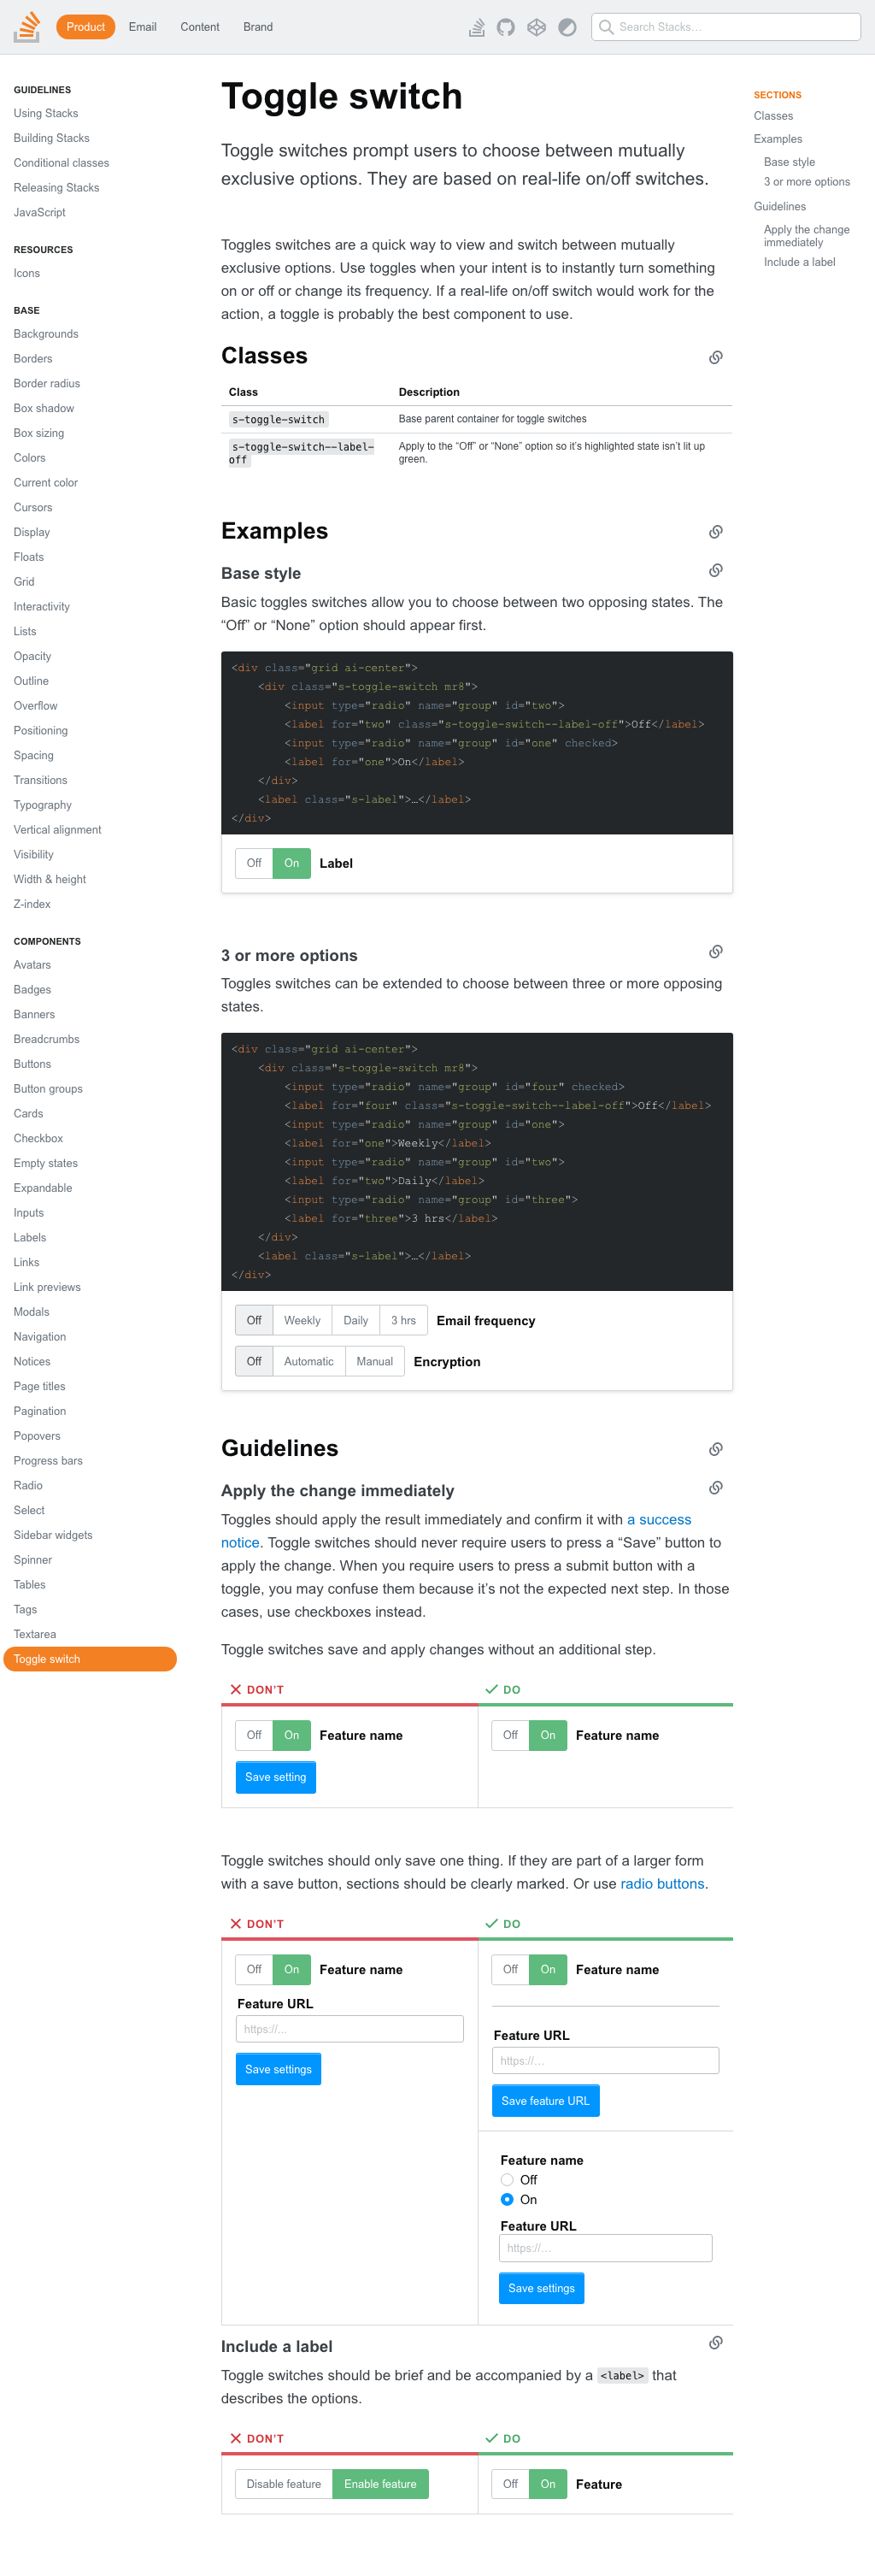 Product
Email
Content
Brand
Search Stacks…
GUIDELINES
Using Stacks
Building Stacks
Conditional classes
Releasing Stacks
JavaScript
RESOURCES
Icons
BASE
Backgrounds
Borders
Border radius
Box shadow
Box sizing
Colors
Current color
Cursors
Display
Floats
Grid
Interactivity
Lists
Opacity
Outline
Overflow
Positioning
Spacing
Transitions
Typography
Vertical alignment
Visibility
Width & height
Z-index
COMPONENTS
Avatars
Badges
Banners
Breadcrumbs
Buttons
Button groups
Cards
Checkbox
Empty states
Expandable
Inputs
Labels
Links
Link previews
Modals
Navigation
Notices
Page titles
Pagination
Popovers
Progress bars
Radio
Select
Sidebar widgets
Spinner
Tables
Tags
Textarea
Toggle switch
Toggle switch
Toggle switches prompt users to choose between mutually
exclusive options. They are based on real-life on/off switches.
Toggles switches are a quick way to view and switch between mutually
exclusive options. Use toggles when your intent is to instantly turn something
on or off or change its frequency. If a real-life on/off switch would work for the
action, a toggle is probably the best component to use.
Classes
Class Description
s-toggle-switch Base parent container for toggle switches
s-toggle-switch--label- Apply to the “Off” or “None” option so it’s highlighted state isn’t lit up
off green.
Examples
Base style
Basic toggles switches allow you to choose between two opposing states. The
“Off” or “None” option should appear first.
<div class="grid ai-center">
<div class="s-toggle-switch mr8">
<input type="radio" name="group" id="two">
<label for="two" class="s-toggle-switch--label-off">Off</label>
<input type="radio" name="group" id="one" checked>
<label for="one">On</label>
</div>
<label class="s-label">…</label>
</div>
Off On Label
3 or more options
Toggles switches can be extended to choose between three or more opposing
states.
<div class="grid ai-center">
<div class="s-toggle-switch mr8">
<input type="radio" name="group" id="four" checked>
<label for="four" class="s-toggle-switch--label-off">Off</label>
<input type="radio" name="group" id="one">
<label for="one">Weekly</label>
<input type="radio" name="group" id="two">
<label for="two">Daily</label>
<input type="radio" name="group" id="three">
<label for="three">3 hrs</label>
</div>
<label class="s-label">…</label>
</div>
Off Weekly Daily 3 hrs Email frequency
Off Automatic Manual Encryption
Guidelines
Apply the change immediately
Toggles should apply the result immediately and confirm it with a success
notice. Toggle switches should never require users to press a “Save” button to
apply the change. When you require users to press a submit button with a
toggle, you may confuse them because it’s not the expected next step. In those
cases, use checkboxes instead.
Toggle switches save and apply changes without an additional step.
DON’T
Off On Feature name
Save setting
DO
Off On Feature name
Toggle switches should only save one thing. If they are part of a larger form
with a save button, sections should be clearly marked. Or use radio buttons.
DON’T
Off On Feature name
Feature URL
https://…
Save settings
DO
Off On Feature name
Feature URL
https://…
Save feature URL
Feature name
Off
On
Feature URL
https://…
Save settings
Include a label
Toggle switches should be brief and be accompanied by a <label> that
describes the options.
DON’T
Disable feature Enable feature
DO
Off On Feature
SECTIONS
Classes
Examples
Base style
3 or more options
Guidelines
Apply the change
immediately
Include a label